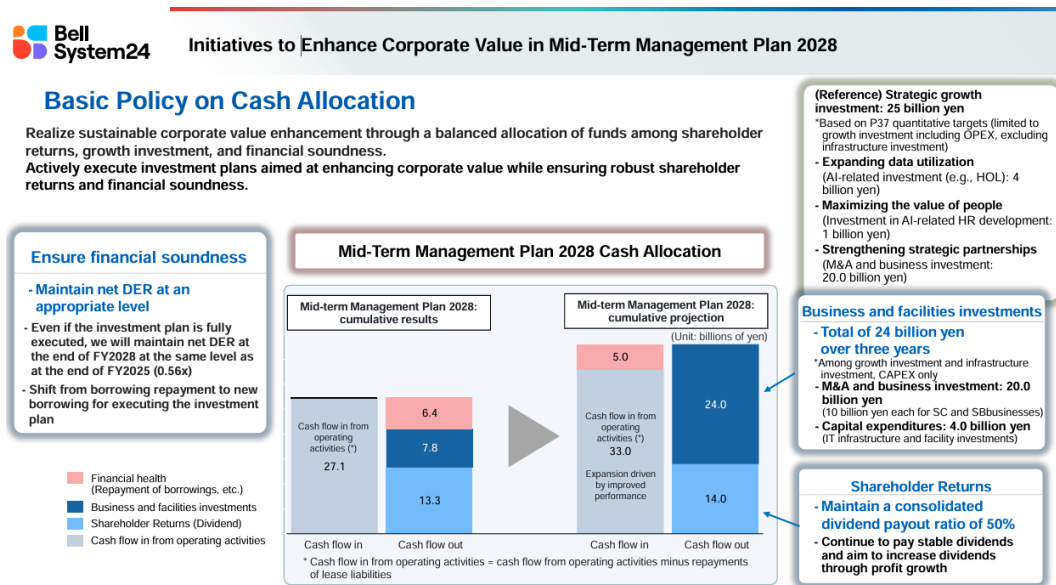 Bell
System24
Initiatives to Enhance Corporate Value in Mid-Term Management Plan 2028
Basic Policy on Cash Allocation
Realize sustainable corporate value enhancement through a balanced allocation of funds among shareholder
returns, growth investment, and financial soundness.
Actively execute investment plans aimed at enhancing corporate value while ensuring robust shareholder
returns and financial soundness.
(Reference) Strategic growth
investment: 25 billion yen
*Based on P37 quantitative targets (limited to
growth investment including OPEX, excluding
infrastructure investment)
- Expanding data utilization
(AI-related investment (e.g., HOL): 4
billion yen)
- Maximizing the value of people
(Investment in AI-related HR development:
1 billion yen)
- Strengthening strategic partnerships
(M&A and business investment:
20.0 billion yen)
Ensure financial soundness
- Maintain net DER at an
appropriate level
- Even if the investment plan is fully
executed, we will maintain net DER at
the end of FY2028 at the same level as
at the end of FY2025 (0.56x)
- Shift from borrowing repayment to new
borrowing for executing the investment
plan
Financial health
(Repayment of borrowings, etc.)
Business and facilities investments
Shareholder Returns (Dividend)
Cash flow in from operating activities
Mid-Term Management Plan 2028 Cash Allocation
Mid-term Management Plan 2028:
cumulative results
Cash flow in from
operating
activities (*)
27.1
6.4
7.8
13.3
Cash flow in
Cash flow out
Mid-term Management Plan 2028:
cumulative projection
(Unit: billions of yen)
5.0
Cash flow in from
operating
activities (*)
33.0
Expansion driven
by improved
performance
24.0
14.0
Cash flow in
Cash flow out
* Cash flow in from operating activities = cash flow from operating activities minus repayments
of lease liabilities
Business and facilities investments
- Total of 24 billion yen
over three years
*Among growth investment and infrastructure
investment, CAPEX only
- M&A and business investment: 20.0
billion yen
(10 billion yen each for SC and SBbusinesses)
- Capital expenditures: 4.0 billion yen
(IT infrastructure and facility investments)
Shareholder Returns
- Maintain a consolidated
dividend payout ratio of 50%
- Continue to pay stable dividends
and aim to increase dividends
through profit growth